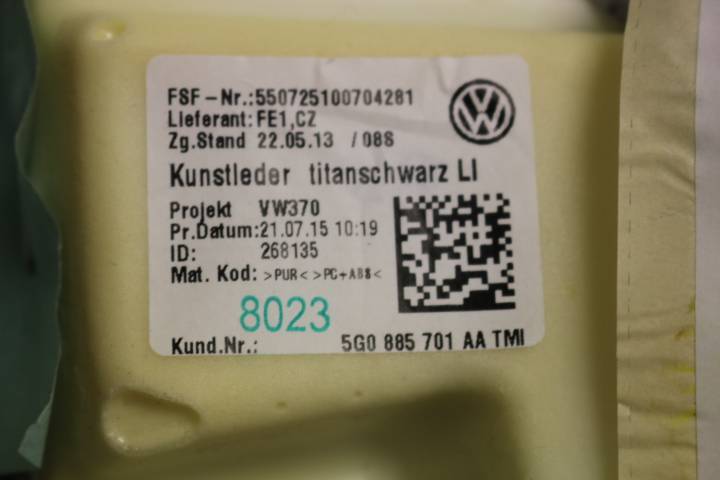 FSF-Nr.:550725100704281
Lieferant:FE1,CZ
Zg.Stand 22.05.13 /08S
Kunstleder titanschwarz LI
Projekt VW370
Pr.Datum:21.07.15 10:19
ID: 268135
Mat. Kod: >PUR< >PC+ABS<
8023
Kund.Nr.: 5G0 885 701 AA TMI